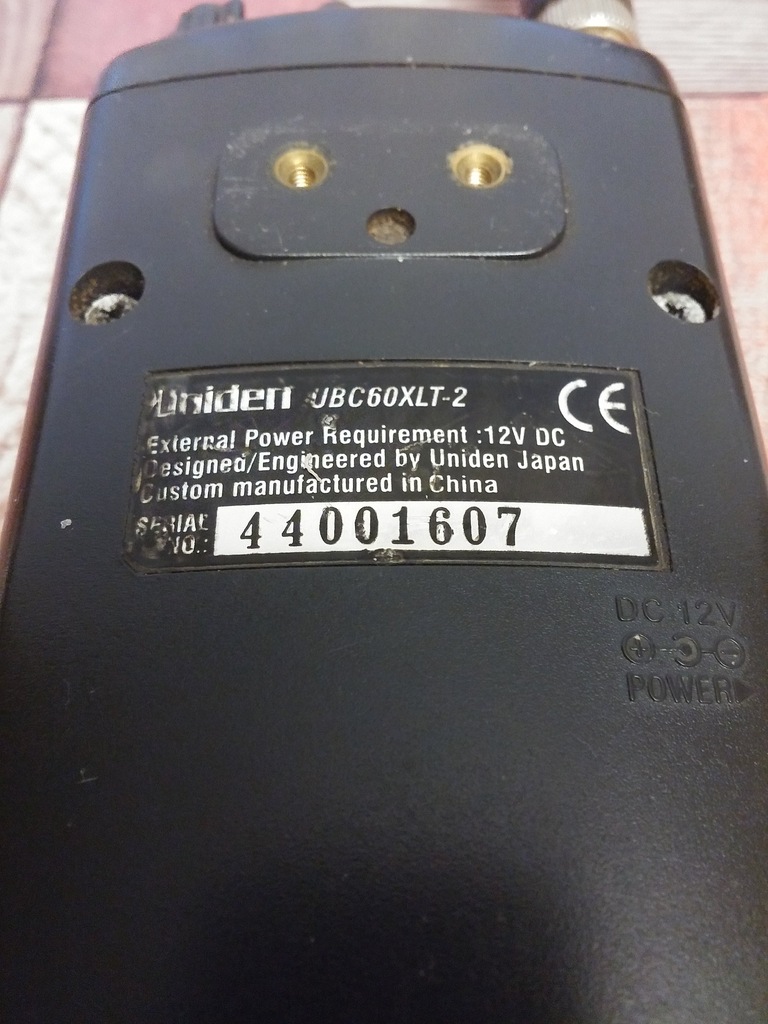 Uniden UBC60XLT-2
CE
External Power Requirement :12V DC
Designed/Engineered by Uniden Japan
Custom manufactured in China
SERIAL
NO.: 44001607
DC 12V
POWER